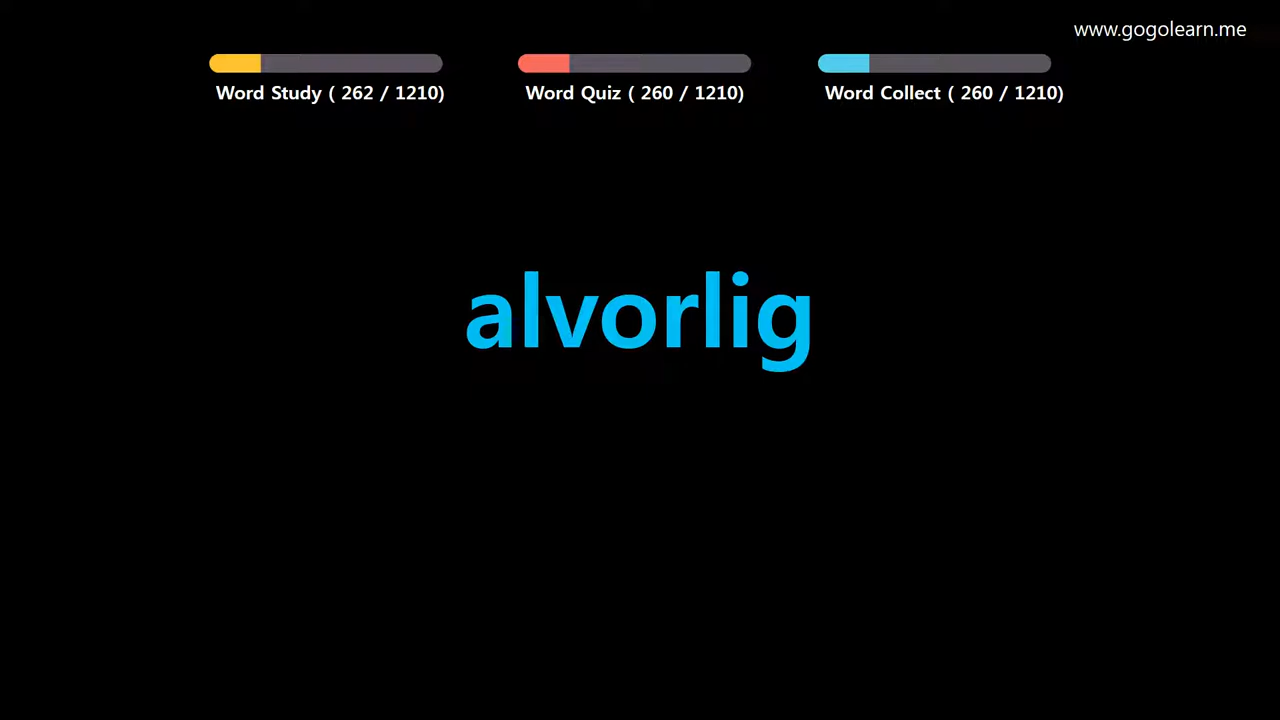 www.gogolearn.me
Word Study ( 262 / 1210)
Word Quiz ( 260 / 1210)
Word Collect ( 260 / 1210)
alvorlig